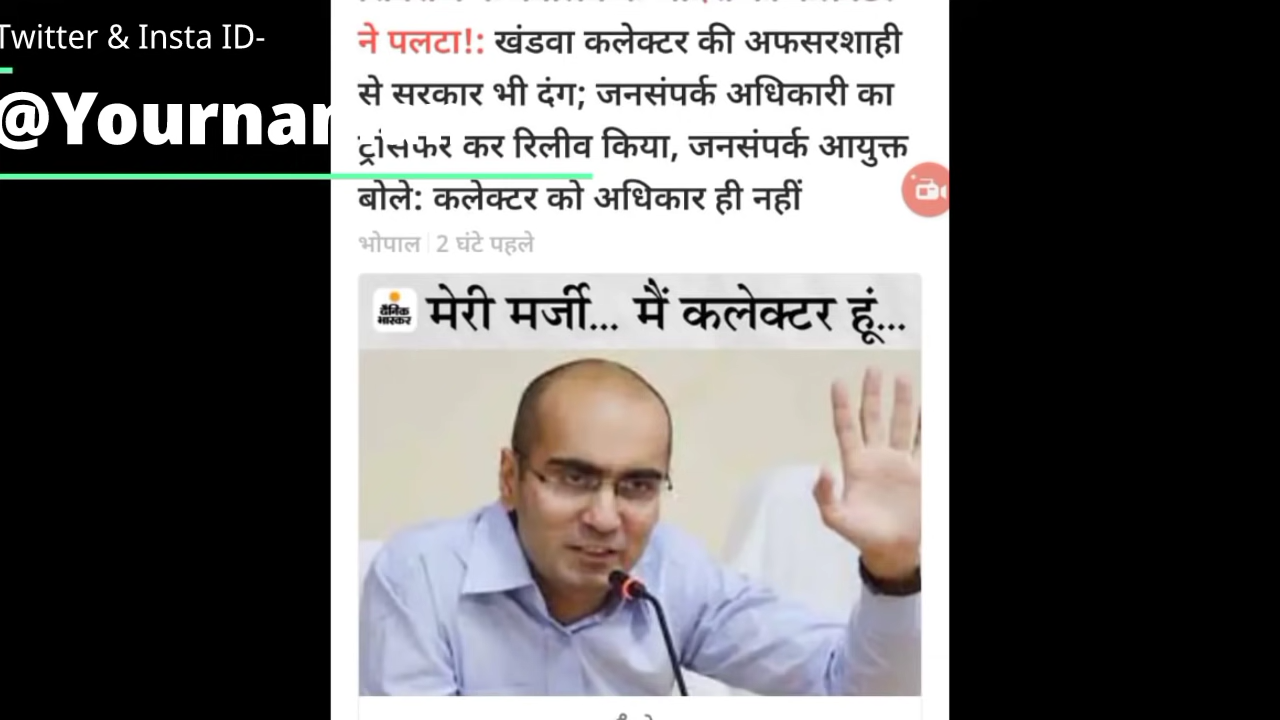 Twitter & Insta ID-
@Yournar
ने पलटा!: खंडवा कलेक्टर की अफसरशाही
से सरकार भी दंग; जनसंपर्क अधिकारी का
ट्रांसफर कर रिलीव किया, जनसंपर्क आयुक्त
बोले: कलेक्टर को अधिकार ही नहीं
भोपाल 2 घंटे पहले
दैनिक
भास्कर
मेरी मर्जी... मैं कलेक्टर हूं...